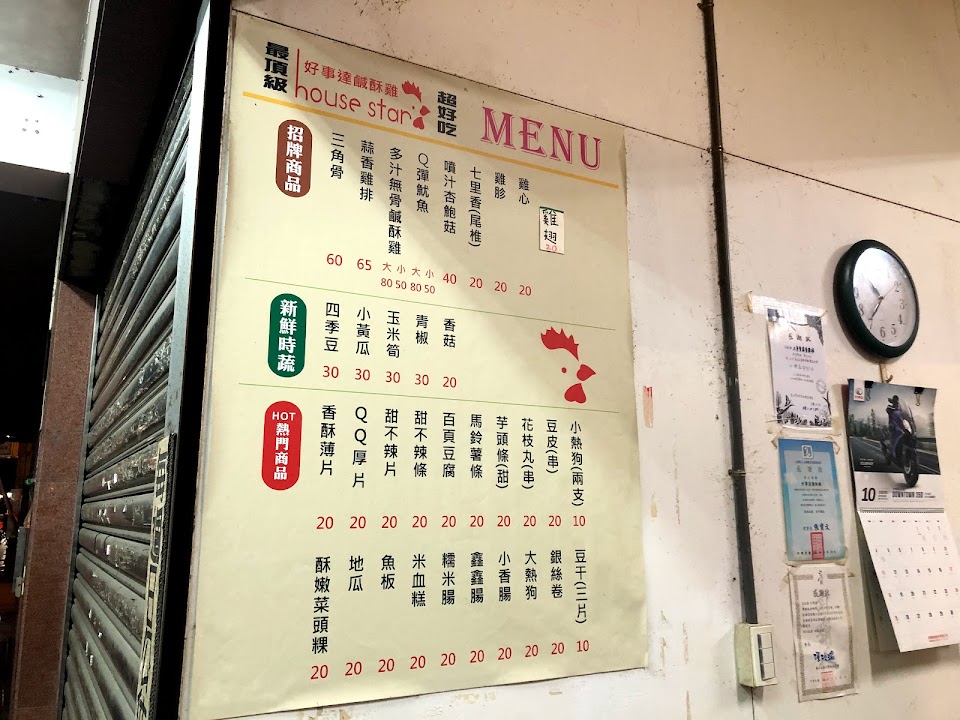 最頂級
好事達鹹酥雞
house star
超好吃
MENU
招牌商品
三角骨 60
蒜香雞排 65
多汁無骨鹹酥雞 大 小 80 50
Q彈魷魚 大 小 80 50
噴汁杏鮑菇 40
七里香(尾椎) 20
雞胗 20
雞心 20
雞翅 20
新鮮時蔬
四季豆 30
小黃瓜 30
玉米筍 30
青椒 30
香菇 20
HOT 熱門商品
香酥薄片 20
QQ厚片 20
甜不辣片 20
甜不辣條 20
百頁豆腐 20
馬鈴薯條 20
芋頭條(甜) 20
花枝丸(串) 20
豆皮(串) 20
小熱狗(兩支) 10
酥嫩菜頭粿 20
地瓜 20
魚板 20
米血糕 20
糯米腸 20
鑫鑫腸 20
小香腸 20
大熱狗 20
銀絲卷 20
豆干(三片) 10
感謝狀
10